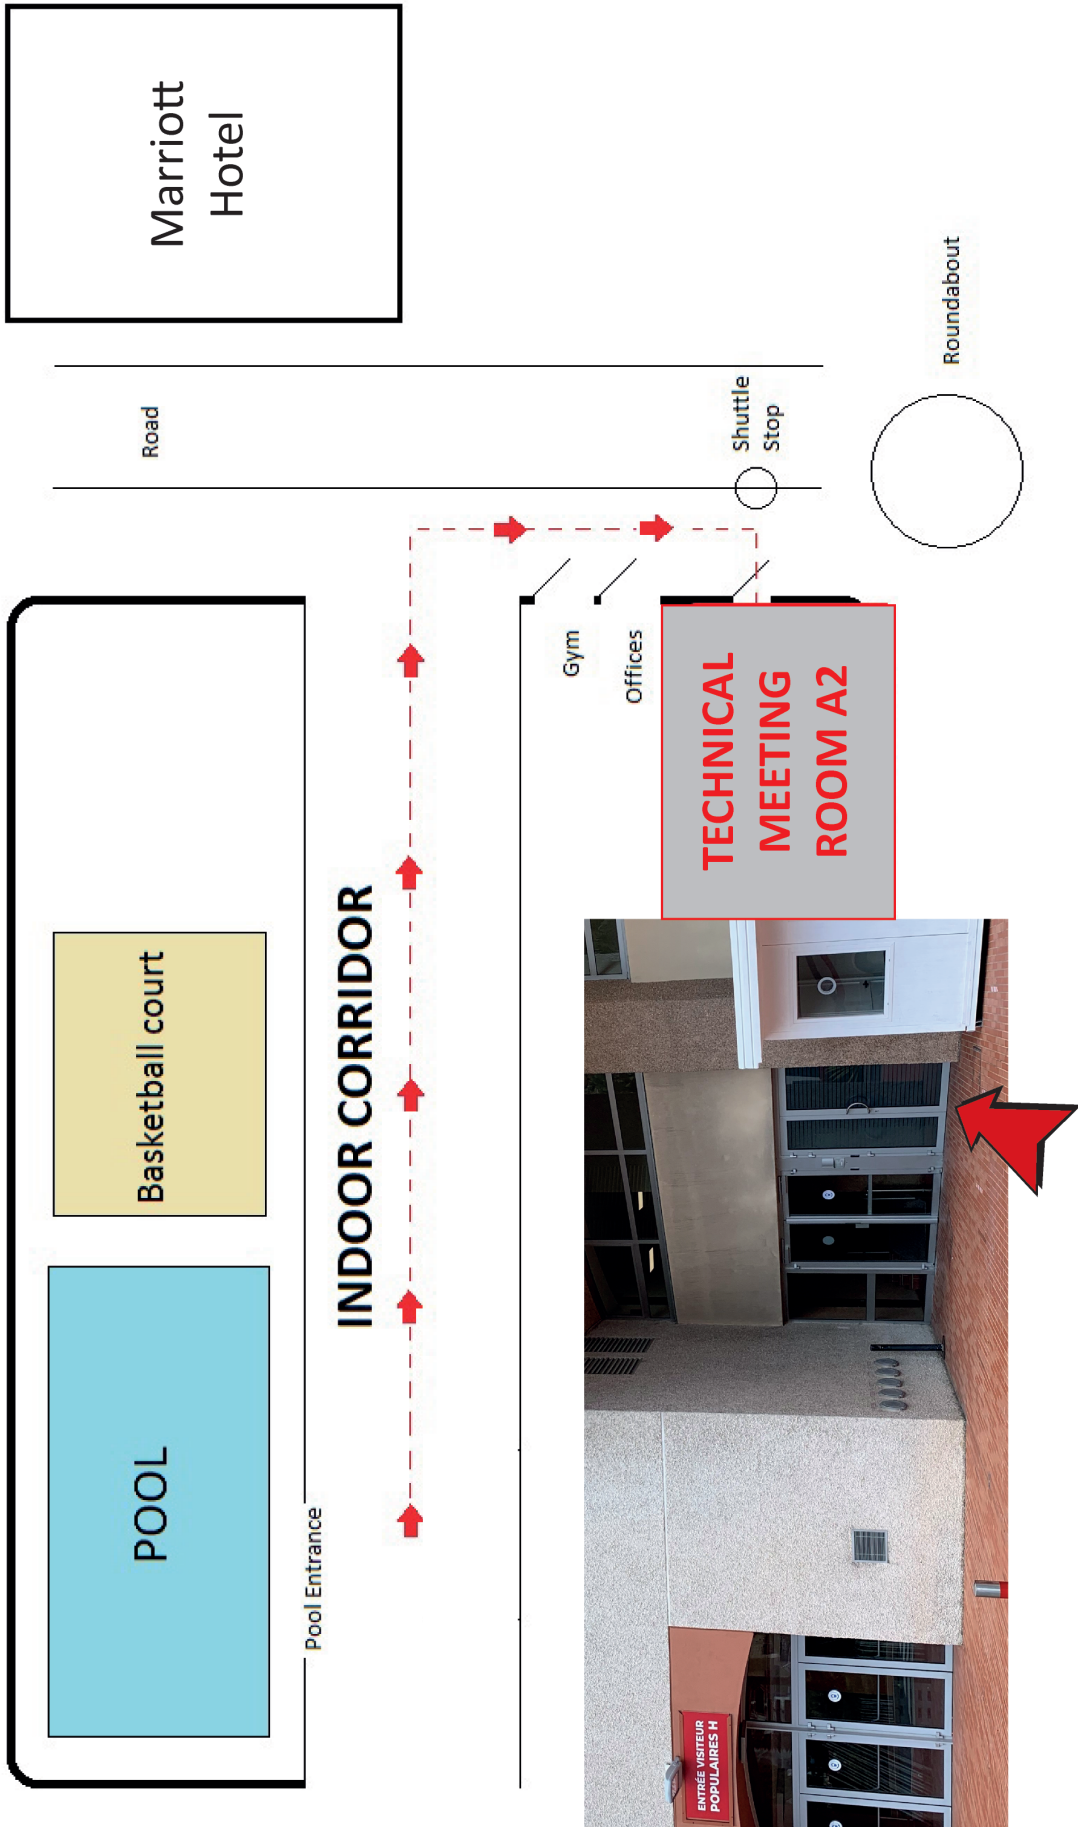 Marriott
Hotel
Road
Shuttle
Stop
Roundabout
Gym
Offices
TECHNICAL
MEETING
ROOM A2
Basketball court
INDOOR CORRIDOR
POOL
Pool Entrance
ENTRÉE VISITEUR
POPULAIRES H